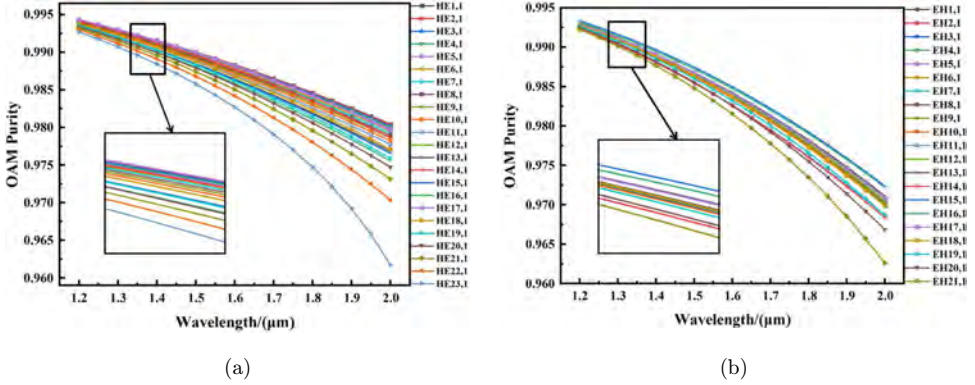 0.995
0.990
0.985
0.980
0.975
0.970
0.965
0.960
OAM Purity
1.2 1.3 1.4 1.5 1.6 1.7 1.8 1.9 2.0
Wavelength/(μm)
HE1,1
HE2,1
HE3,1
HE4,1
HE5,1
HE6,1
HE7,1
HE8,1
HE9,1
HE10,1
HE11,1
HE12,1
HE13,1
HE14,1
HE15,1
HE16,1
HE17,1
HE18,1
HE19,1
HE20,1
HE21,1
HE22,1
HE23,1
(a)
0.995
0.990
0.985
0.980
0.975
0.970
0.965
0.960
OAM Purity
1.2 1.3 1.4 1.5 1.6 1.7 1.8 1.9 2.0
Wavelength/(μm)
EH1,1
EH2,1
EH3,1
EH4,1
EH5,1
EH6,1
EH7,1
EH8,1
EH9,1
EH10,1
EH11,1
EH12,1
EH13,1
EH14,1
EH15,1
EH16,1
EH17,1
EH18,1
EH19,1
EH20,1
EH21,1
(b)